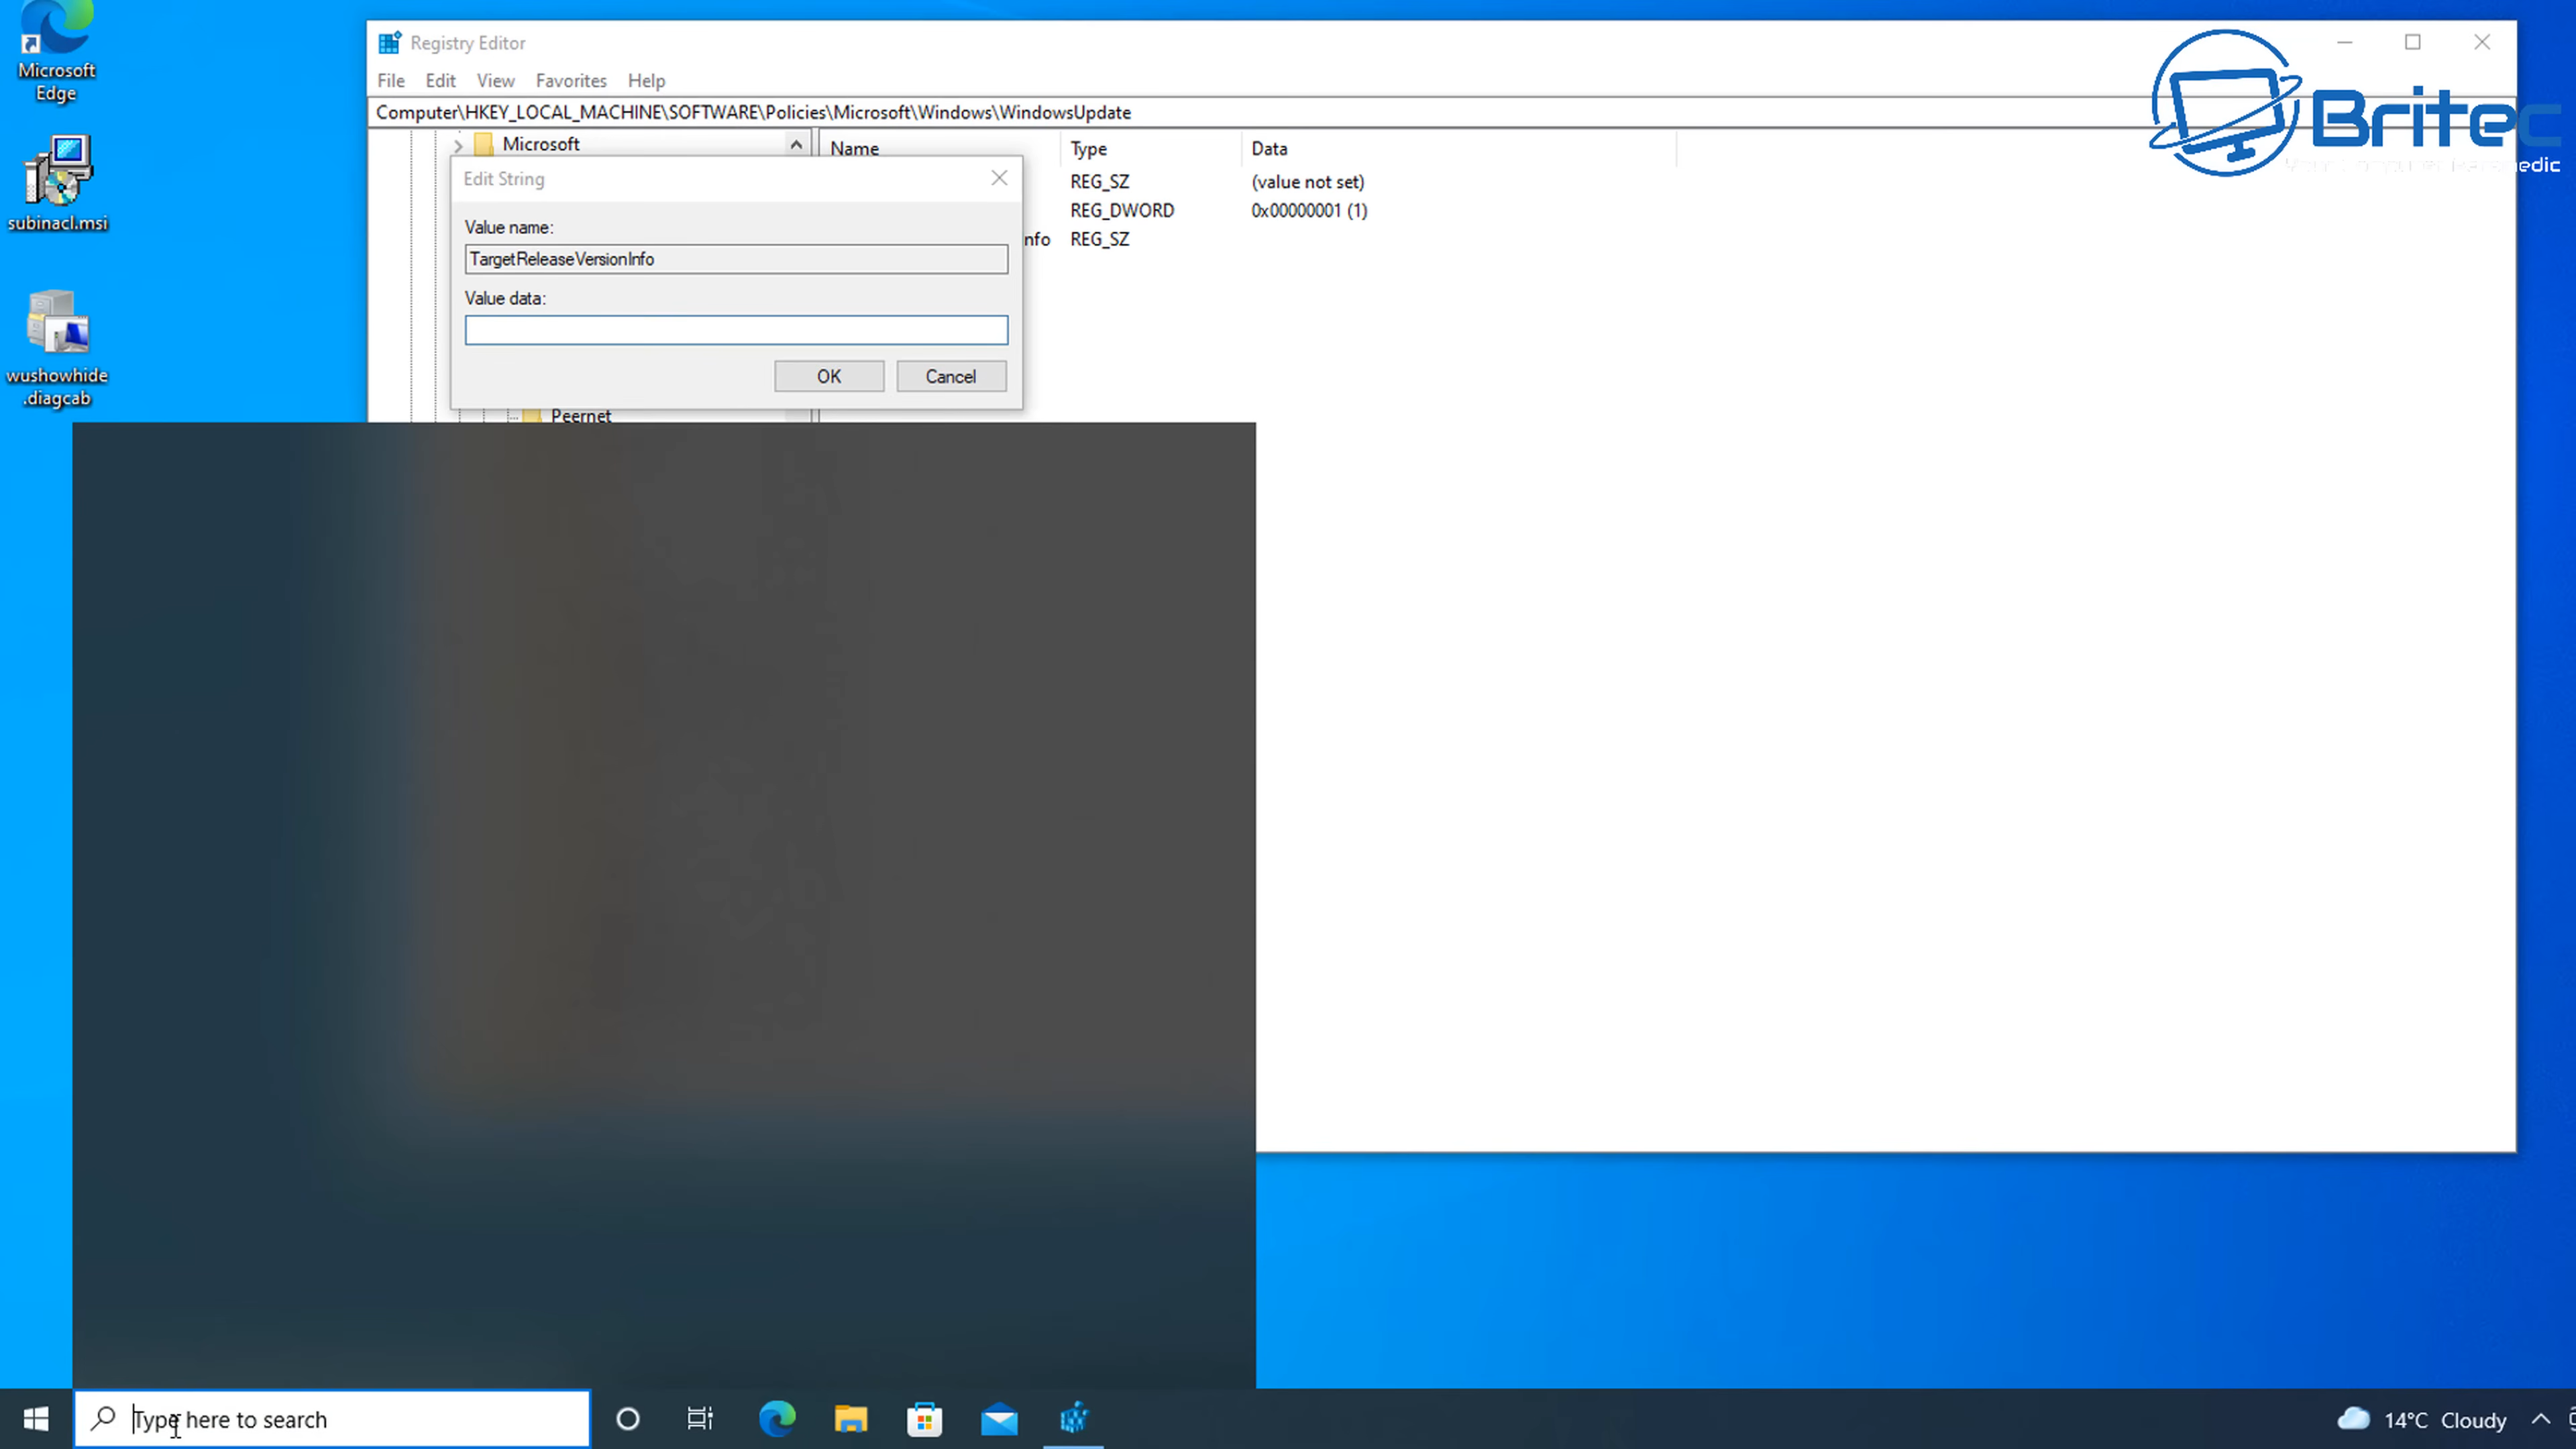 Microsoft
Edge
subinacl.msi
wushowhide
.diagcab
Registry Editor
File Edit View Favorites Help
Computer\HKEY_LOCAL_MACHINE\SOFTWARE\Policies\Microsoft\Windows\WindowsUpdate
Microsoft
Name Type Data
REG_SZ (value not set)
REG_DWORD 0x00000001 (1)
nfo REG_SZ
Edit String
Value name:
TargetReleaseVersionInfo
Value data:
OK Cancel
Peernet
Britec
Type here to search
14°C Cloudy